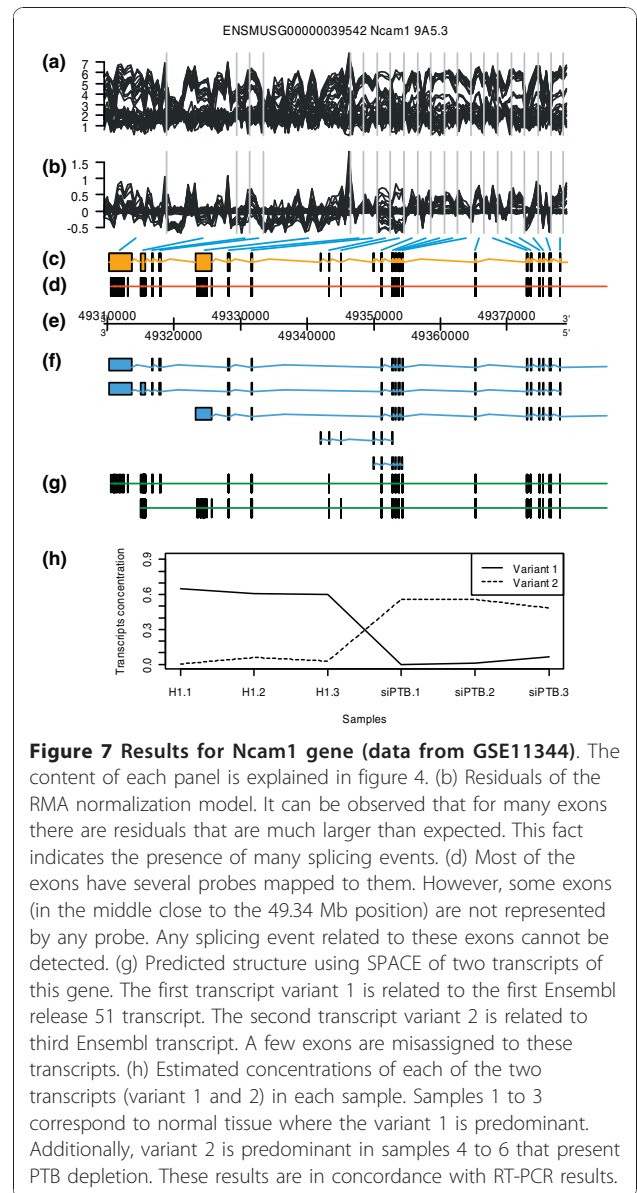 ENSMUSG00000039542 Ncam1 9A5.3
(a)
7
6
5
4
3
2
1
(b)
1.5
1
0.5
0
-0.5
(c)
(d)
(e)
49310000 49330000 49350000 49370000 3'
3' 49320000 49340000 49360000 5'
(f)
(g)
(h)
Transcripts concentration
0.9
0.6
0.3
0.0
Variant 1
Variant 2
H1.1 H1.2 H1.3 siPTB.1 siPTB.2 siPTB.3
Samples
Figure 7 Results for Ncam1 gene (data from GSE11344). The
content of each panel is explained in figure 4. (b) Residuals of the
RMA normalization model. It can be observed that for many exons
there are residuals that are much larger than expected. This fact
indicates the presence of many splicing events. (d) Most of the
exons have several probes mapped to them. However, some exons
(in the middle close to the 49.34 Mb position) are not represented
by any probe. Any splicing event related to these exons cannot be
detected. (g) Predicted structure using SPACE of two transcripts of
this gene. The first transcript variant 1 is related to the first Ensembl
release 51 transcript. The second transcript variant 2 is related to
third Ensembl transcript. A few exons are misassigned to these
transcripts. (h) Estimated concentrations of each of the two
transcripts (variant 1 and 2) in each sample. Samples 1 to 3
correspond to normal tissue where the variant 1 is predominant.
Additionally, variant 2 is predominant in samples 4 to 6 that present
PTB depletion. These results are in concordance with RT-PCR results.